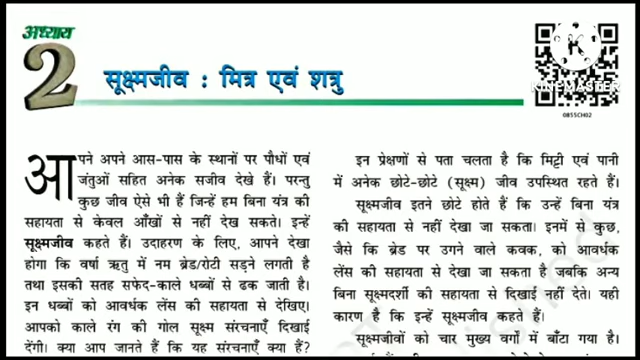 अध्याय
2
सूक्ष्मजीव : मित्र एवं शत्रु
KINEMASTER
0855CH02
आपने अपने आस-पास के स्थानों पर पौधों एवं
जंतुओं सहित अनेक सजीव देखे हैं। परन्तु
कुछ जीव ऐसे भी हैं जिन्हें हम बिना यंत्र की
सहायता से केवल आँखों से नहीं देख सकते। इन्हें
सूक्ष्मजीव कहते हैं। उदाहरण के लिए, आपने देखा
होगा कि वर्षा ऋतु में नम ब्रेड/रोटी सड़ने लगती है
तथा इसकी सतह सफेद-काले धब्बों से ढक जाती है।
इन धब्बों को आवर्धक लेंस की सहायता से देखिए।
आपको काले रंग की गोल सूक्ष्म संरचनाएँ दिखाई
देंगी। क्या आप जानते हैं कि यह संरचनाएँ क्या हैं?
इन प्रेक्षणों से पता चलता है कि मिट्टी एवं पानी
में अनेक छोटे-छोटे (सूक्ष्म) जीव उपस्थित रहते हैं।
सूक्ष्मजीव इतने छोटे होते हैं कि उन्हें बिना यंत्र
की सहायता से नहीं देखा जा सकता। इनमें से कुछ,
जैसे कि ब्रेड पर उगने वाले कवक, को आवर्धक
लेंस की सहायता से देखा जा सकता है जबकि अन्य
बिना सूक्ष्मदर्शी की सहायता से दिखाई नहीं देते। यही
कारण है कि इन्हें सूक्ष्मजीव कहते हैं।
सूक्ष्मजीवों को चार मुख्य वर्गों में बाँटा गया है।